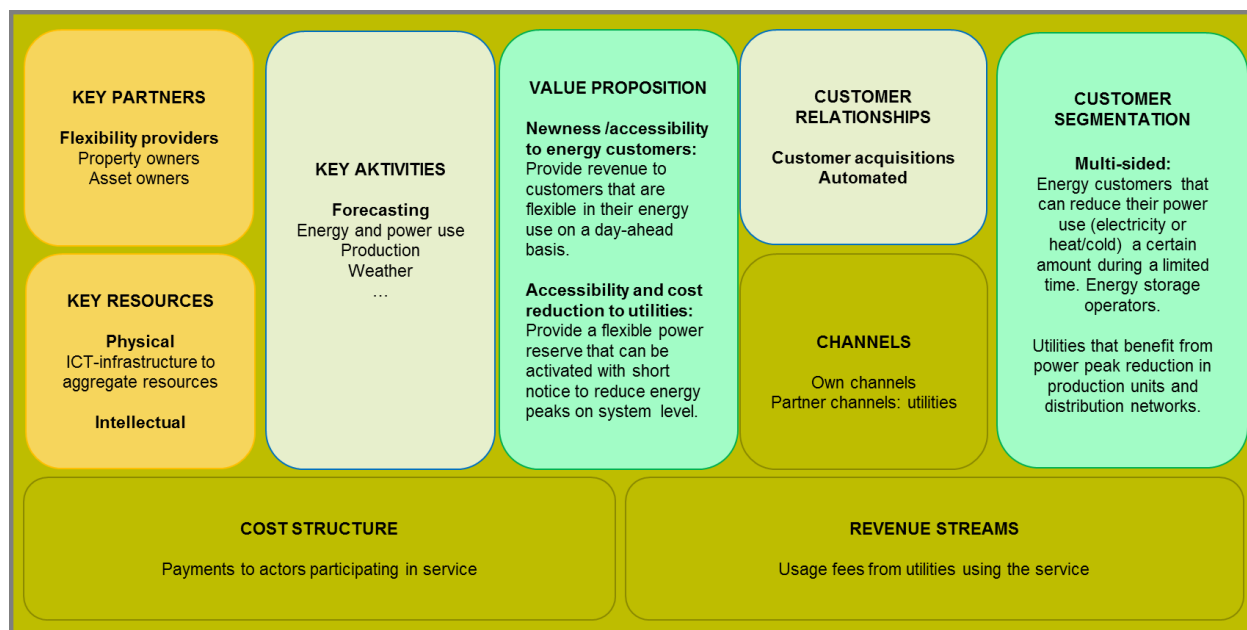 KEY PARTNERS
Flexibility providers
Property owners
Asset owners
KEY RESOURCES
Physical
ICT-infrastructure to
aggregate resources
Intellectual
KEY AKTIVITIES
Forecasting
Energy and power use
Production
Weather
…
VALUE PROPOSITION
Newness /accessibility
to energy customers:
Provide revenue to
customers that are
flexible in their energy
use on a day-ahead
basis.
Accessibility and cost
reduction to utilities:
Provide a flexible power
reserve that can be
activated with short
notice to reduce energy
peaks on system level.
CUSTOMER
RELATIONSHIPS
Customer acquisitions
Automated
CHANNELS
Own channels
Partner channels: utilities
CUSTOMER
SEGMENTATION
Multi-sided:
Energy customers that
can reduce their power
use (electricity or
heat/cold) a certain
amount during a limited
time. Energy storage
operators.
Utilities that benefit from
power peak reduction in
production units and
distribution networks.
COST STRUCTURE
Payments to actors participating in service
REVENUE STREAMS
Usage fees from utilities using the service